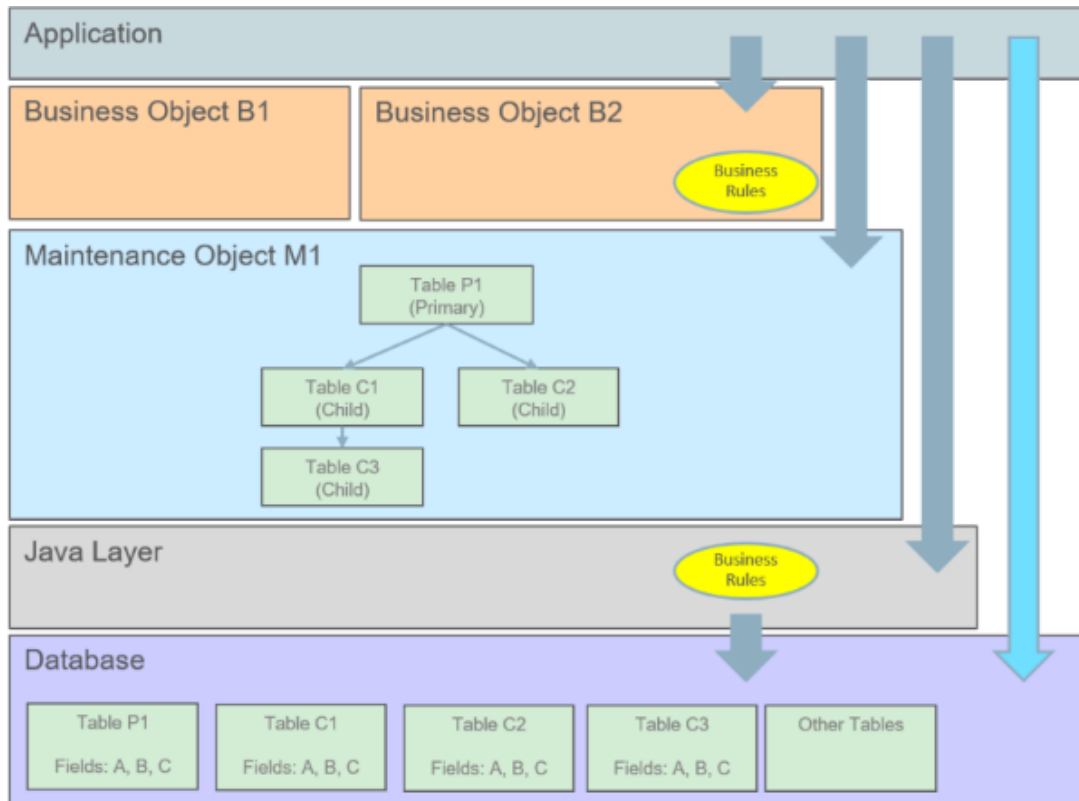 Application
Business Object B1
Business Object B2
Business
Rules
Maintenance Object M1
Table P1
(Primary)
Table C1
(Child)
Table C2
(Child)
Table C3
(Child)
Java Layer
Business
Rules
Database
Table P1
Fields: A, B, C
Table C1
Fields: A, B, C
Table C2
Fields: A, B, C
Table C3
Fields: A, B, C
Other Tables